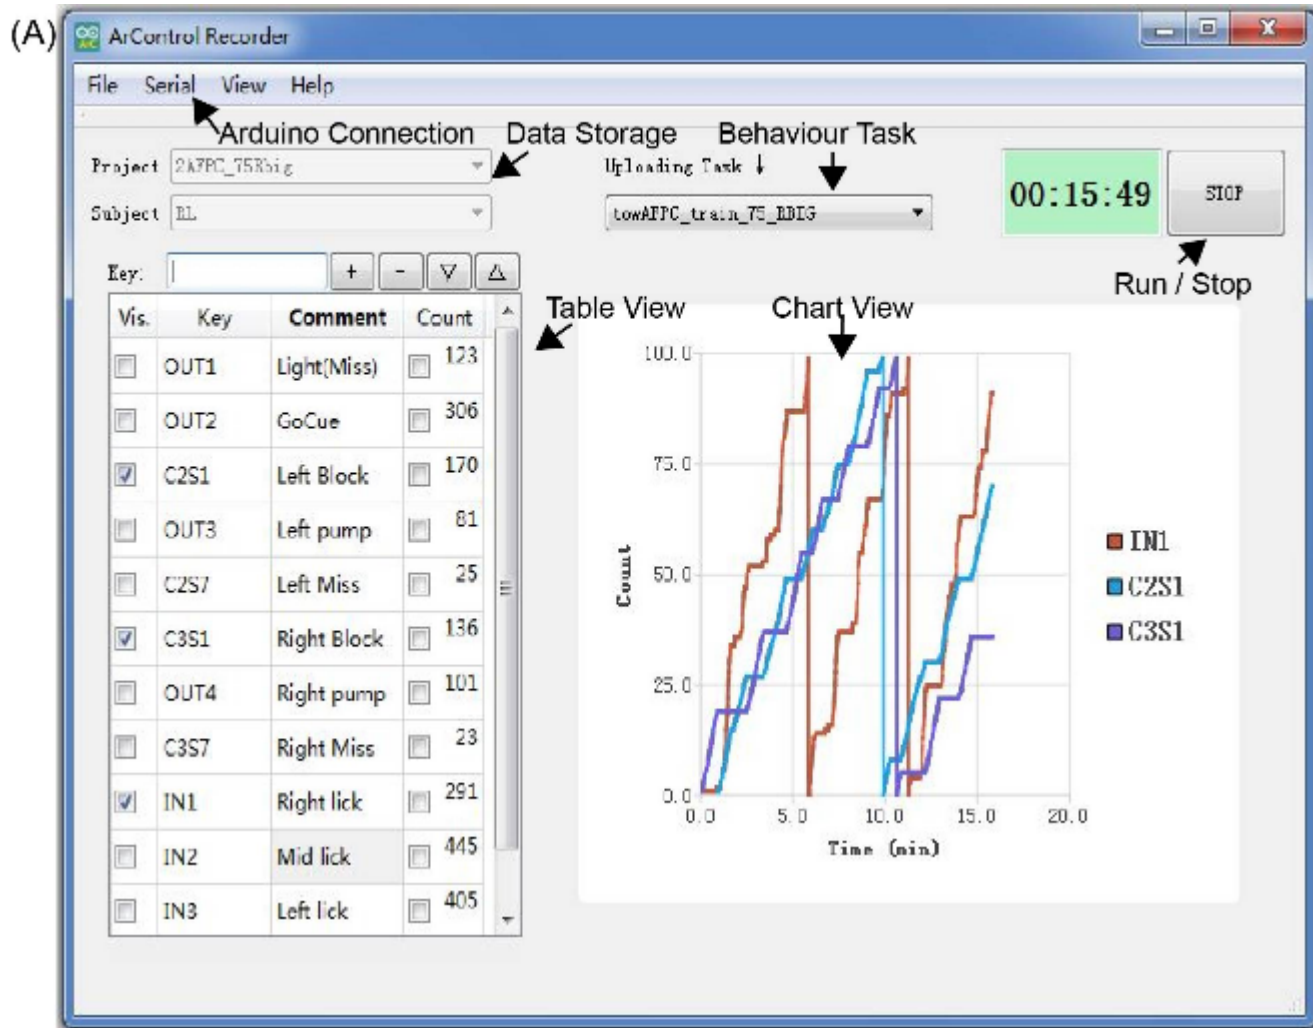 (A)
ArControl Recorder
File Serial View Help
Arduino Connection Data Storage Behaviour Task
Project 2AFPC_75Rbig Uploading Task ↓
00:15:49 STOP
Subject RL towAFPC_train_75_RBIG
Run / Stop
Key: + - ▽ △
Table View Chart View
Vis. Key Comment Count
OUT1 Light(Miss) 123
OUT2 GoCue 306
C2S1 Left Block 170
OUT3 Left pump 81
C2S7 Left Miss 25
C3S1 Right Block 136
OUT4 Right pump 101
C3S7 Right Miss 23
IN1 Right lick 291
IN2 Mid lick 445
IN3 Left lick 405
100.0
75.0
50.0
25.0
0.0
Count
0.0 5.0 10.0 15.0 20.0
Time (min)
IN1
C2S1
C3S1